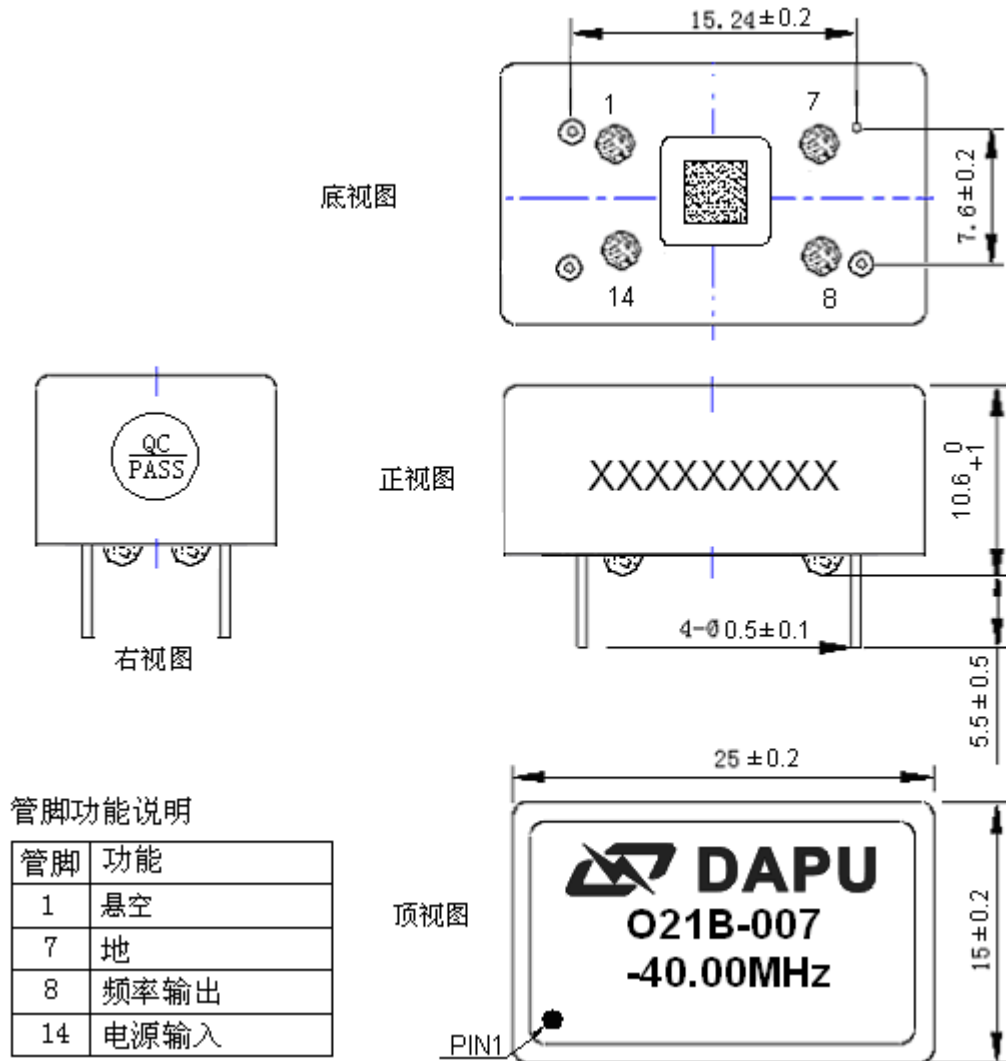 15.24±0.2
1
7
7.6±0.2
底视图
14
8
QC
PASS
右视图
正视图
XXXXXXXXX
10.6 0 +1
4-Ø0.5±0.1
5.5±0.5
25±0.2
管脚功能说明
管脚 功能
1 悬空
7 地
8 频率输出
14 电源输入
顶视图
DAPU
O21B-007
-40.00MHz
PIN1
15±0.2